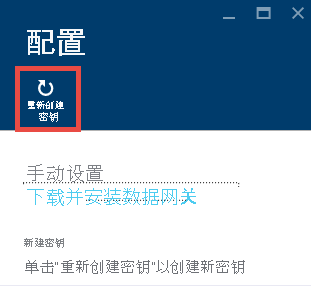 配置
重新创建
密钥
手动设置
下载并安装数据网关
新建密钥
单击"重新创建密钥"以创建新密钥